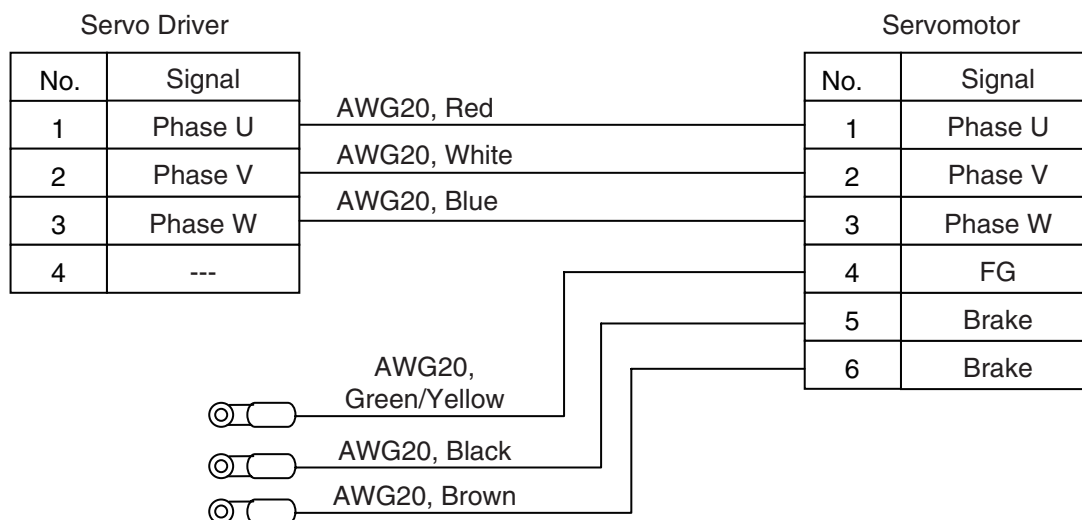 Servo Driver
No. Signal
1 Phase U
2 Phase V
3 Phase W
4 ---
AWG20, Red
AWG20, White
AWG20, Blue
Servomotor
No. Signal
1 Phase U
2 Phase V
3 Phase W
4 FG
5 Brake
6 Brake
AWG20,
Green/Yellow
AWG20, Black
AWG20, Brown